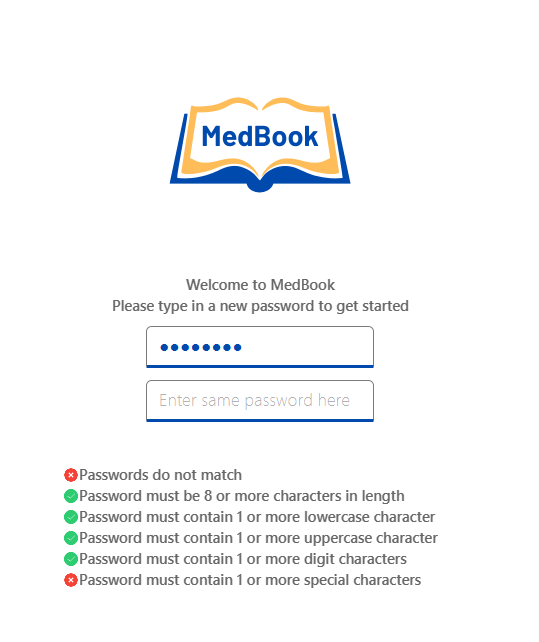 MedBook
Welcome to MedBook
Please type in a new password to get started
●●●●●●●●
Enter same password here
Passwords do not match
Password must be 8 or more characters in length
Password must contain 1 or more lowercase character
Password must contain 1 or more uppercase character
Password must contain 1 or more digit characters
Password must contain 1 or more special characters